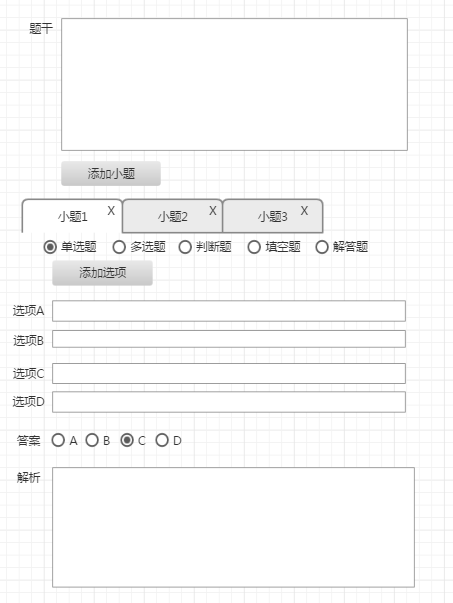 题干
添加小题
小题1 X 小题2 X 小题3 X
单选题 多选题 判断题 填空题 解答题
添加选项
选项A
选项B
选项C
选项D
答案 A B C D
解析